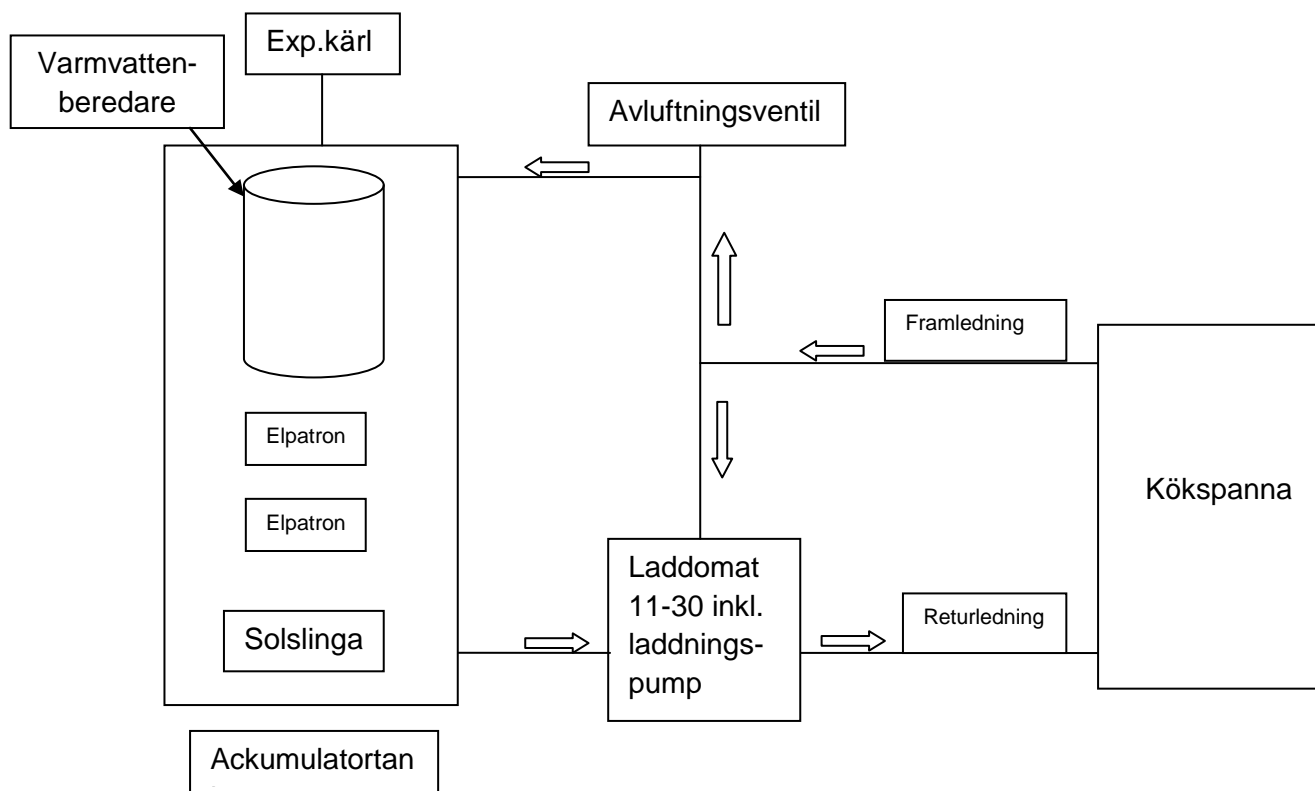 Exp.kärl
Varmvatten-
beredare
Avluftningsventil
Framledning
Elpatron
Kökspanna
Elpatron
Laddomat
11-30 inkl.
laddnings-
pump
Returledning
Solslinga
Ackumulatortan